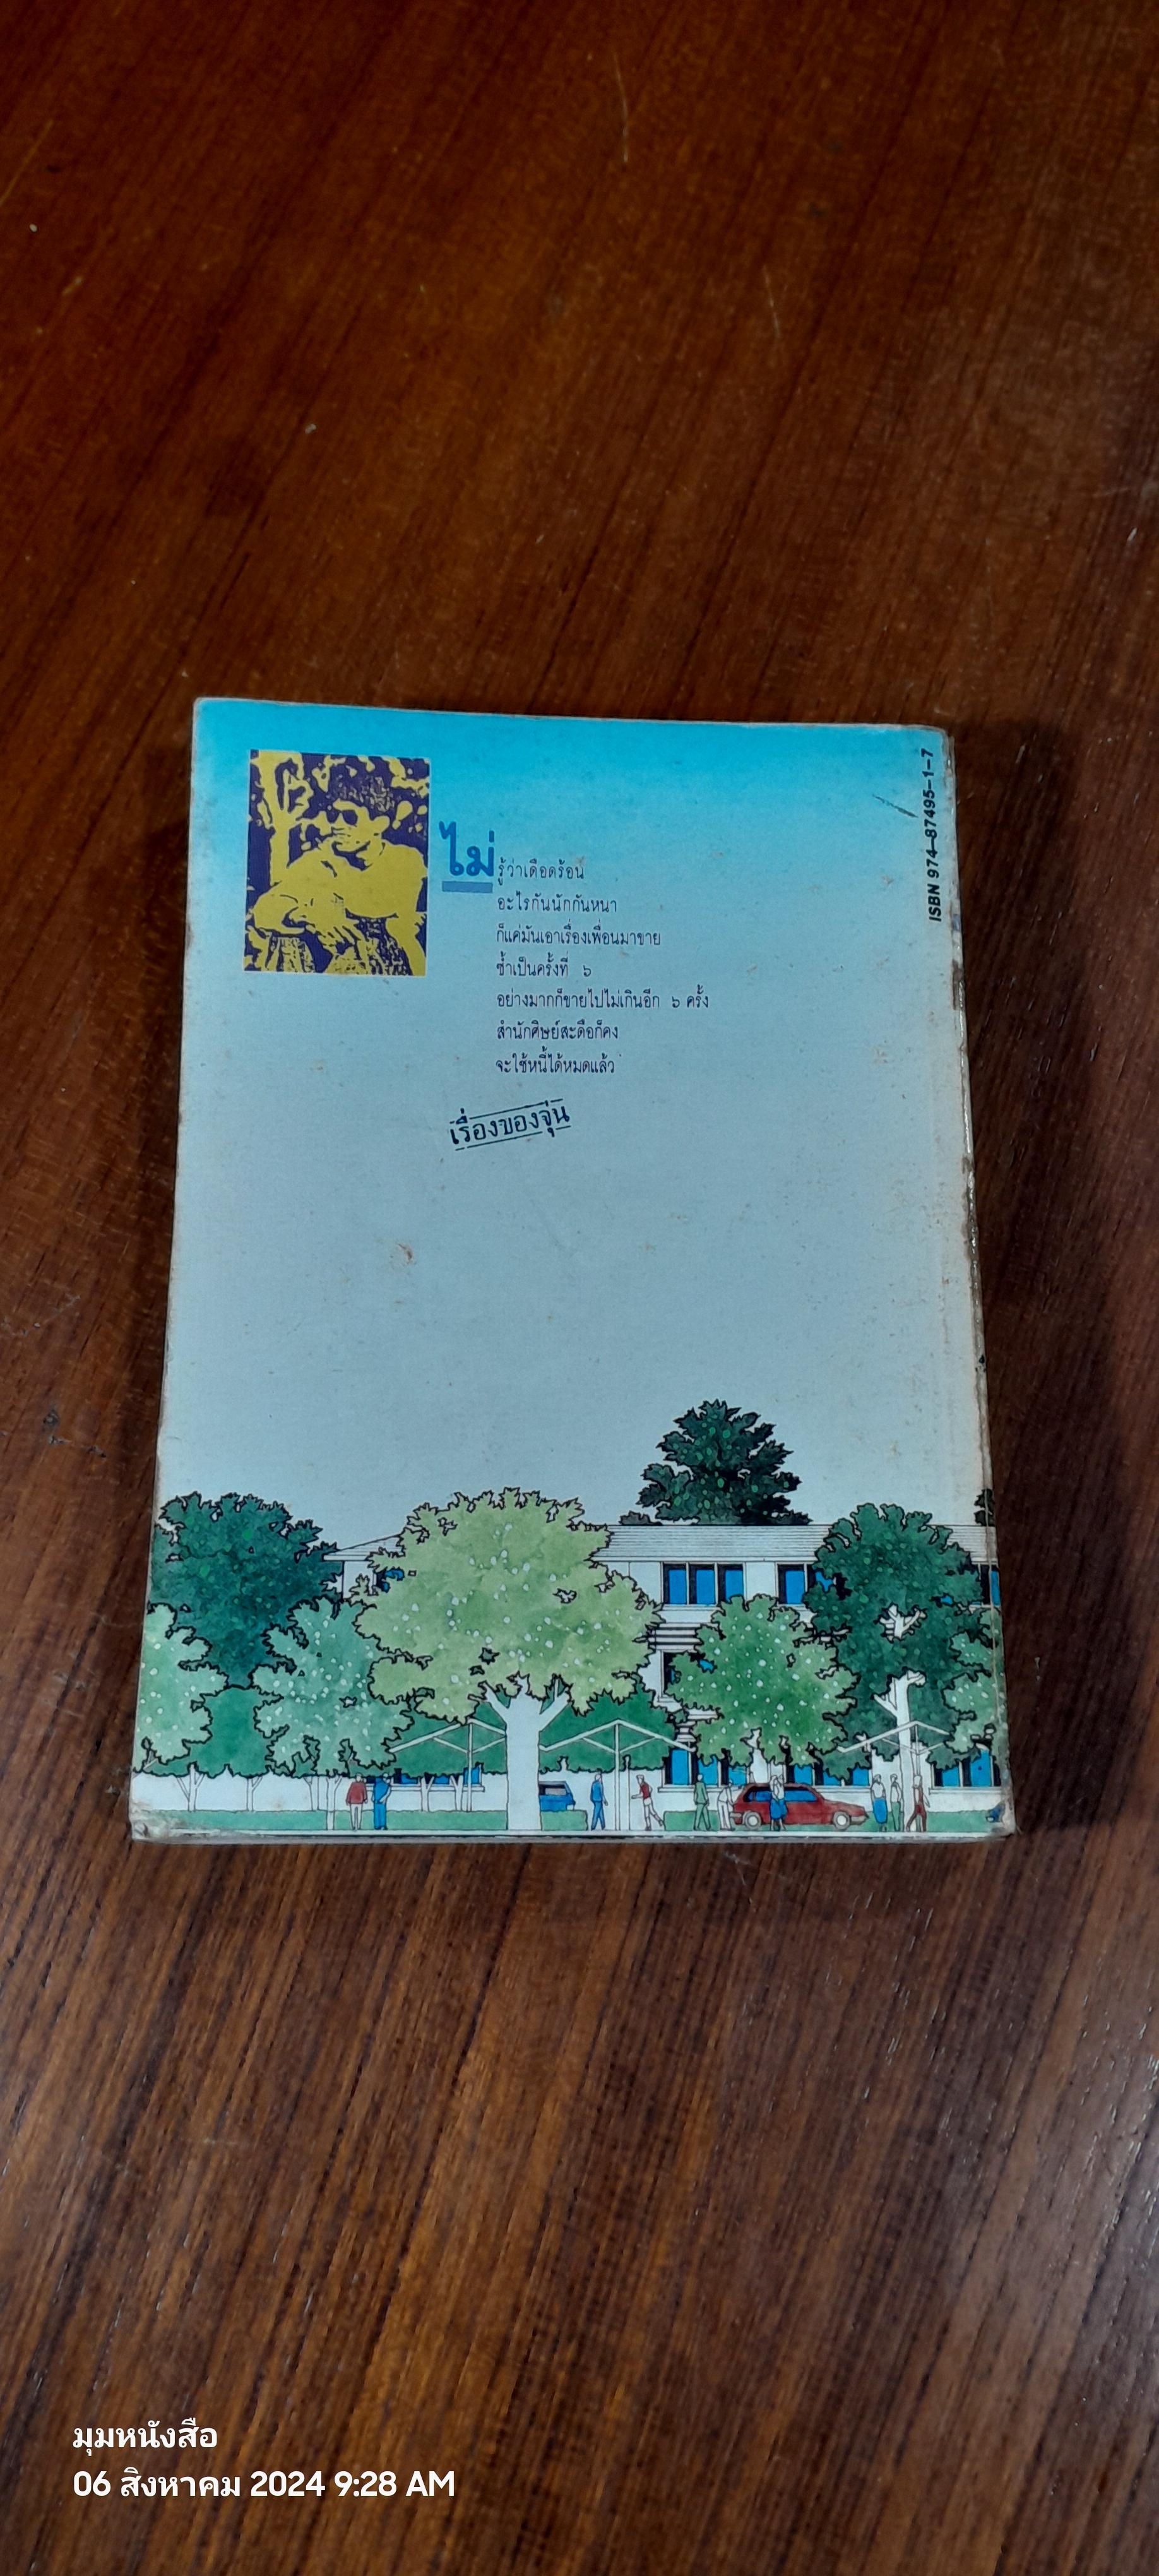 ไม่รู้ว่าเดือดร้อน
อะไรกันนักกันหนา
ก็แค่มันเอาเรื่องเพื่อนมาขาย
ซ้ำเป็นครั้งที่ ๖
อย่างมากก็ขายไปไม่เกินอีก ๖ ครั้ง
สำนักศิษย์สะดือก็คง
จะใช้หนี้ได้หมดแล้ว
เรื่องของจุ่น
ISBN 974-87495-1-7
มุมหนังสือ
06 สิงหาคม 2024 9:28 AM